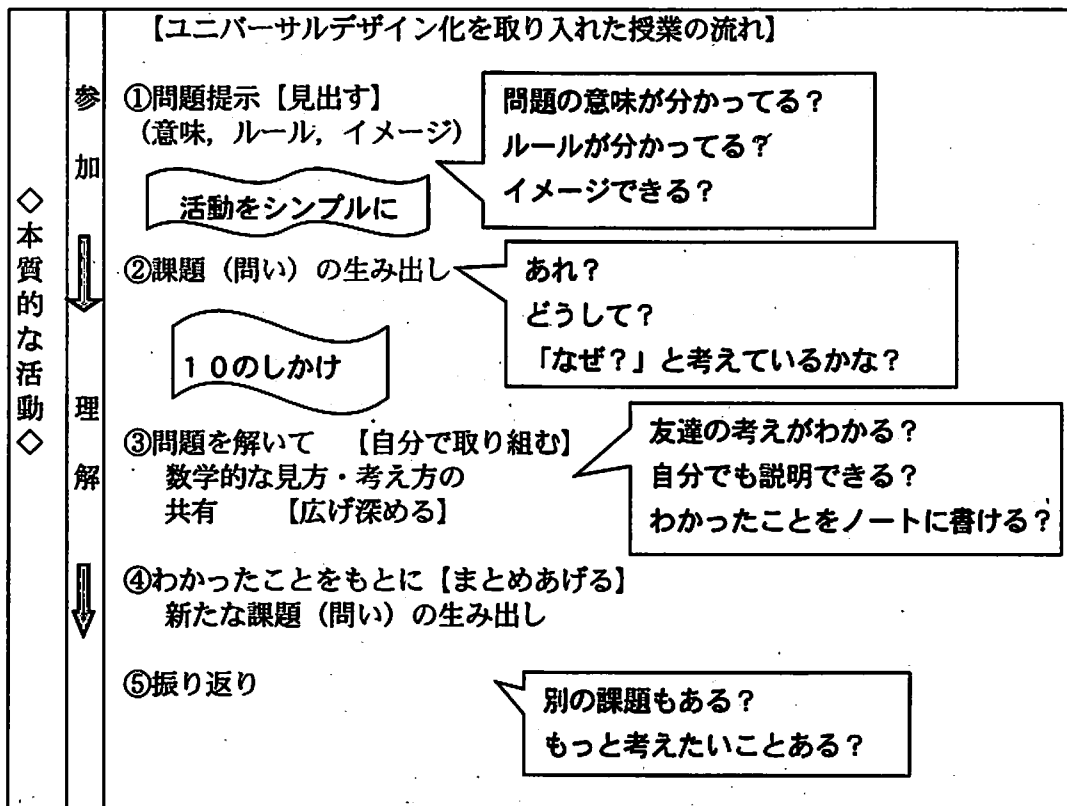 【ユニバーサルデザイン化を取り入れた授業の流れ】
◇本質的な活動◇
参加
理解
①問題提示【見出す】
(意味，ルール，イメージ)
問題の意味が分かってる？
ルールが分かってる？
イメージできる？
活動をシンプルに
②課題（問い）の生み出し
あれ？
どうして？
「なぜ？」と考えているかな？
１０のしかけ
③問題を解いて　【自分で取り組む】
数学的な見方・考え方の
共有　　【広げ深める】
友達の考えがわかる？
自分でも説明できる？
わかったことをノートに書ける？
④わかったことをもとに【まとめあげる】
新たな課題（問い）の生み出し
⑤振り返り
別の課題もある？
もっと考えたいことある？